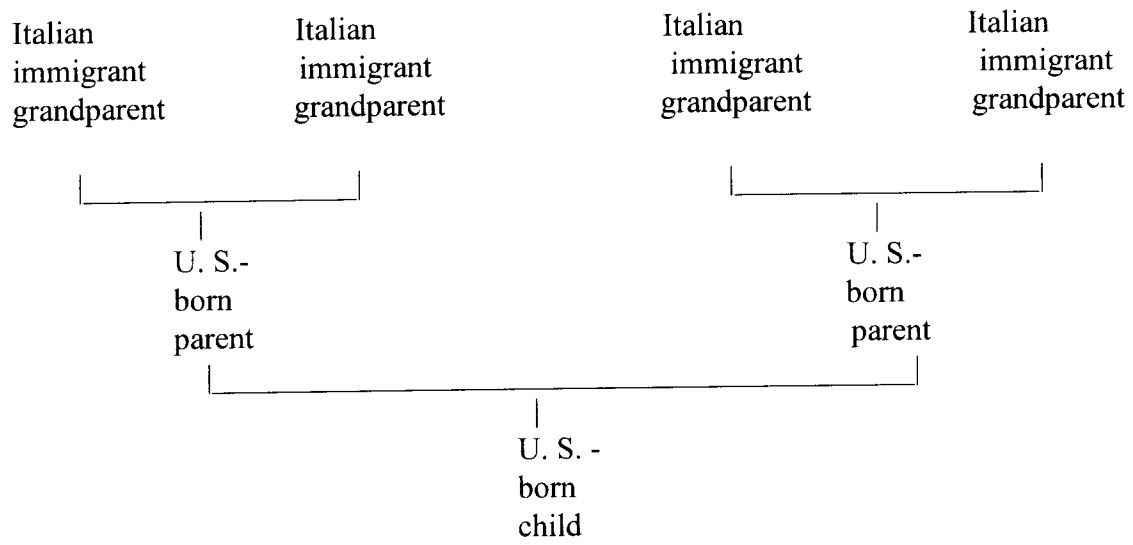 Italian
immigrant
grandparent
Italian
immigrant
grandparent
Italian
immigrant
grandparent
Italian
immigrant
grandparent
U. S.-
born
parent
U. S.-
born
parent
U. S. -
born
child